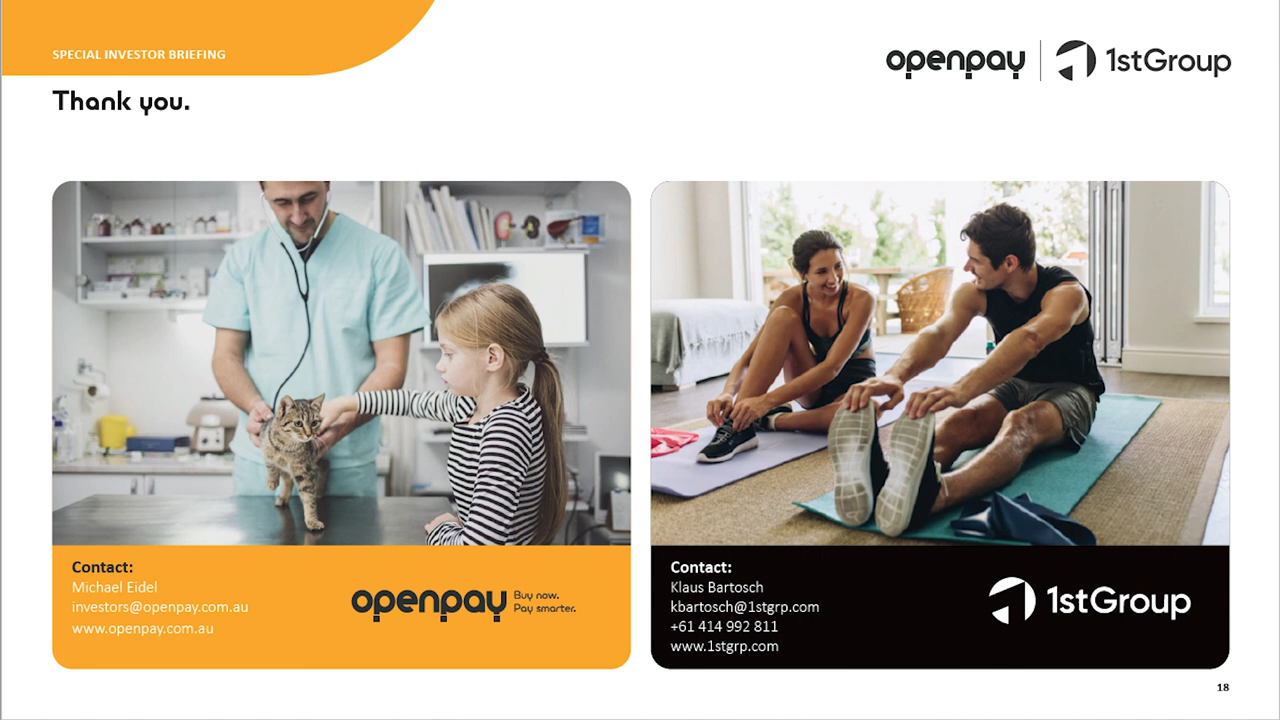 SPECIAL INVESTOR BRIEFING
openpay
1stGroup
Thank you.
Contact:
Michael Eidel
investors@openpay.com.au
www.openpay.com.au
openpay
Buy now.
Pay smarter.
Contact:
Klaus Bartosch
kbartosch@1stgrp.com
+61 414 992 811
www.1stgrp.com
1stGroup
18